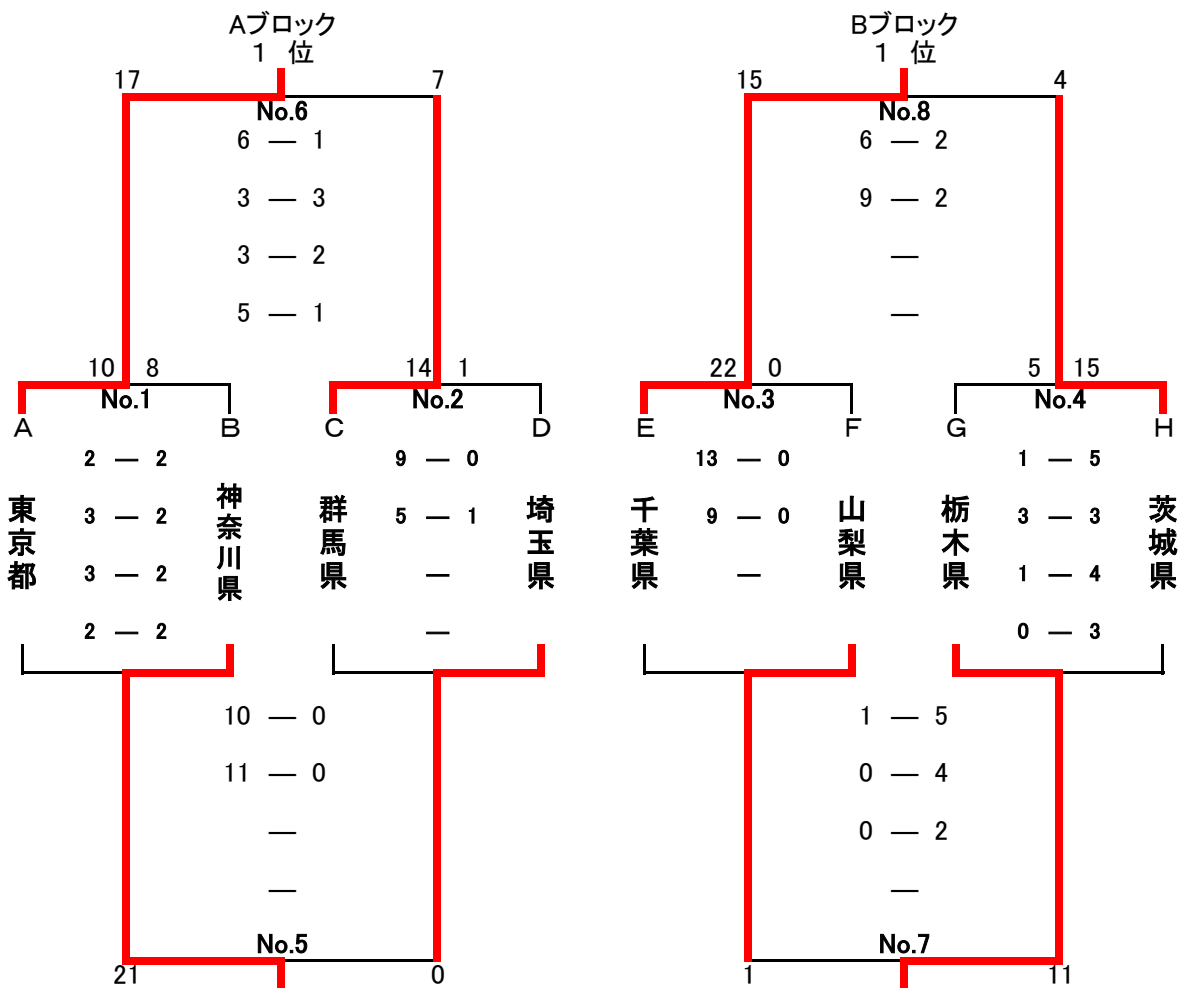 Aブロック Bブロック
1 位 1 位
17 7 15 4
No.6 No.8
6 — 1 6 — 2
3 — 3 9 — 2
3 — 2 —
5 — 1 —
10 8 14 1 22 0 5 15
No.1 No.2 No.3 No.4
A B C D E F G H
2 — 2 9 — 0 13 — 0 1 — 5
3 — 2 5 — 1 9 — 0 3 — 3
3 — 2 — — 1 — 4
2 — 2 — 0 — 3
東京都
神奈川県
群馬県
埼玉県
千葉県
山梨県
栃木県
茨城県
10 — 0 1 — 5
11 — 0 0 — 4
— 0 — 2
— —
No.5 No.7
21 0 1 11